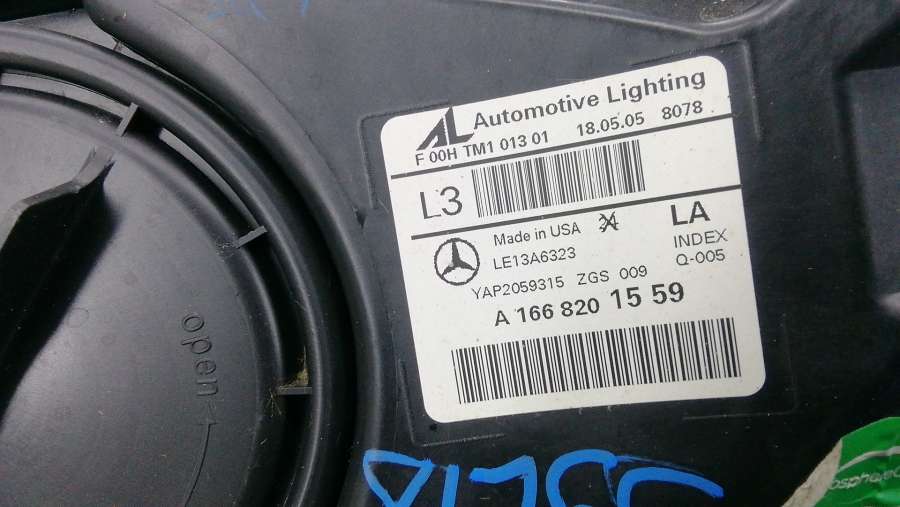 AL Automotive Lighting
F 00H TM1 013 01 18.05.05 8078
L3
Made in USA LA
LE13A6323 INDEX
YAP2059315 ZGS 009 Q-005
A 166 820 15 59
open